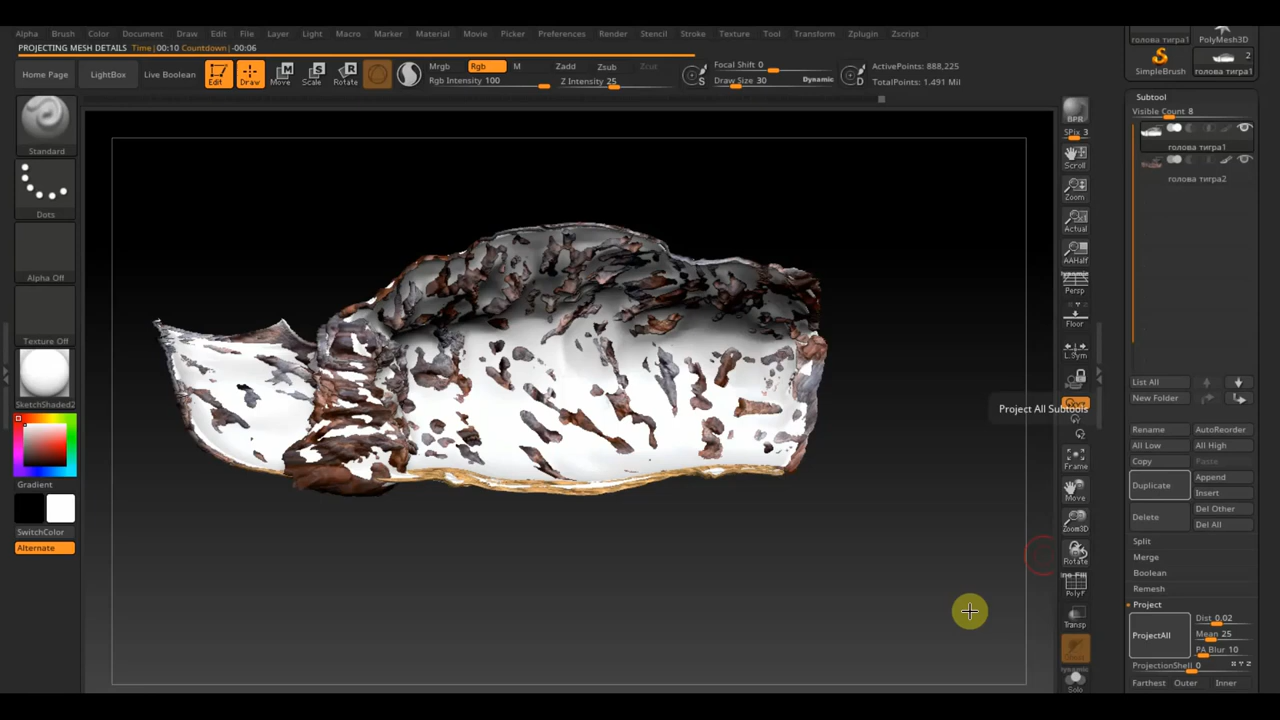 Alpha Brush Color Document Draw Edit File Layer Light Macro Marker Material Movie Picker Preferences Render Stencil Stroke Texture Tool Transform Zplugin Zscript
PROJECTING MESH DETAILS Time|00:10 Countdown|-00:06
Home Page LightBox Live Boolean Edit Draw Move Scale Rotate
Mrgb Rgb M
Rgb Intensity 100
Zadd Zsub Zcut
Z Intensity 25
S
Focal Shift 0
Draw Size 30 Dynamic
D
ActivePoints: 888,225
TotalPoints: 1.491 Mil
голова тигра1 PolyMesh3D
SimpleBrush
2
голова тигра1
Standard
Dots
Alpha Off
Texture Off
SketchShaded2
Gradient
SwitchColor
Alternate
BPR
SPix 3
Scroll
Zoom
Actual
AAHalf
Dynamic
Persp
Floor
L.Sym
Frame
Move
Zoom3D
Rotate
Line Fill
PolyF
Transp
Dynamic
Solo
Project All Subtools
Subtool
Visible Count 8
голова тигра1
голова тигра2
List All
New Folder
Rename AutoReorder
All Low All High
Copy Paste
Duplicate Append
Insert
Delete Del Other
Del All
Split
Merge
Boolean
Remesh
Project
ProjectAll Dist 0.02
Mean 25
PA Blur 10
ProjectionShell 0
Farthest Outer Inner